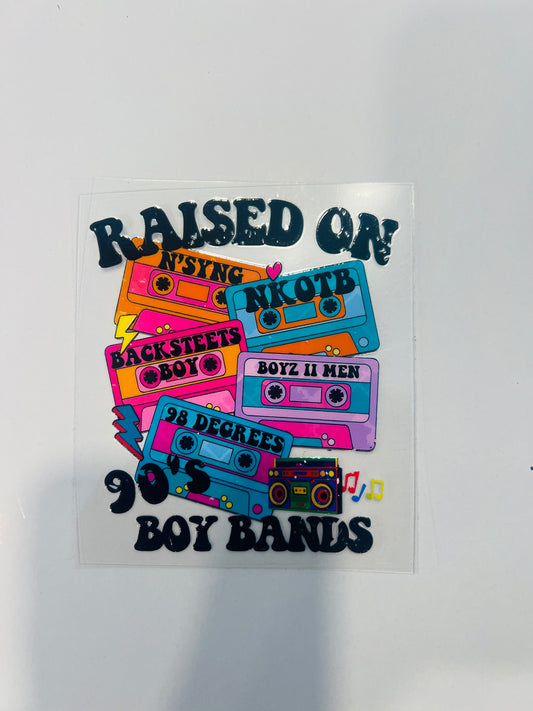 RAISED ON
N'SYNG
NKOTB
BACKSTEETS
BOY
BOYZ II MEN
98 DEGREES
90'S
BOY BANDS